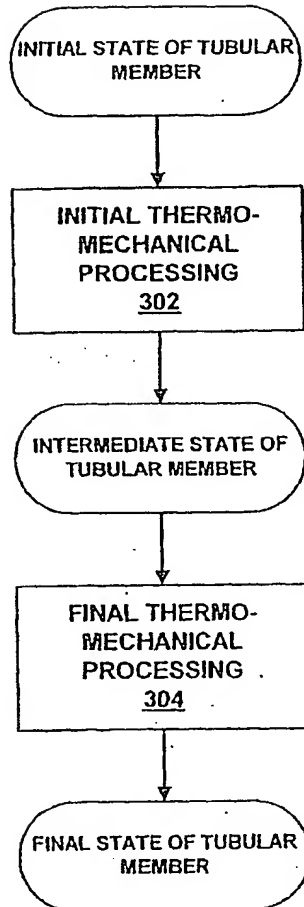 INITIAL STATE OF TUBULAR
MEMBER
INITIAL THERMO-
MECHANICAL
PROCESSING
302
INTERMEDIATE STATE OF
TUBULAR MEMBER
FINAL THERMO-
MECHANICAL
PROCESSING
304
FINAL STATE OF TUBULAR
MEMBER